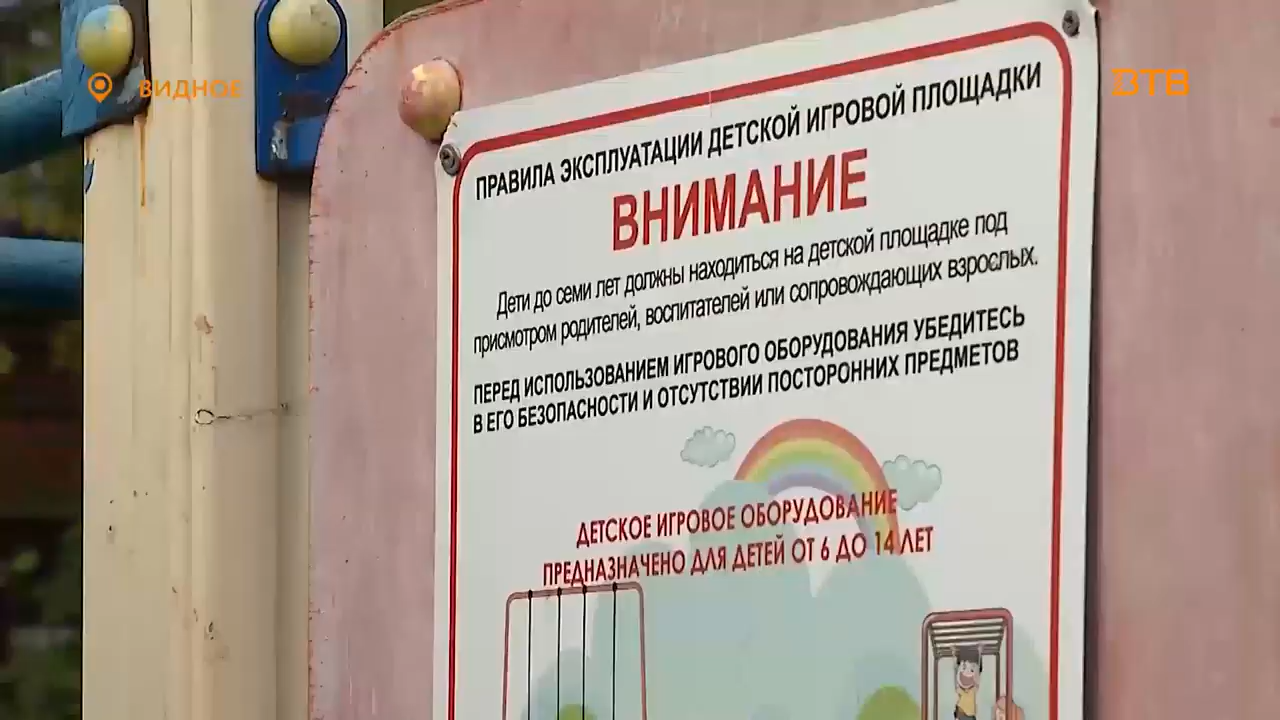 ВИДНОЕ
ВТВ
ПРАВИЛА ЭКСПЛУАТАЦИИ ДЕТСКОЙ ИГРОВОЙ ПЛОЩАДКИ
ВНИМАНИЕ
Дети до семи лет должны находиться на детской площадке под
присмотром родителей, воспитателей или сопровождающих взрослых.
ПЕРЕД ИСПОЛЬЗОВАНИЕМ ИГРОВОГО ОБОРУДОВАНИЯ УБЕДИТЕСЬ
В ЕГО БЕЗОПАСНОСТИ И ОТСУТСТВИИ ПОСТОРОННИХ ПРЕДМЕТОВ
ДЕТСКОЕ ИГРОВОЕ ОБОРУДОВАНИЕ
ПРЕДНАЗНАЧЕНО ДЛЯ ДЕТЕЙ ОТ 6 ДО 14 ЛЕТ